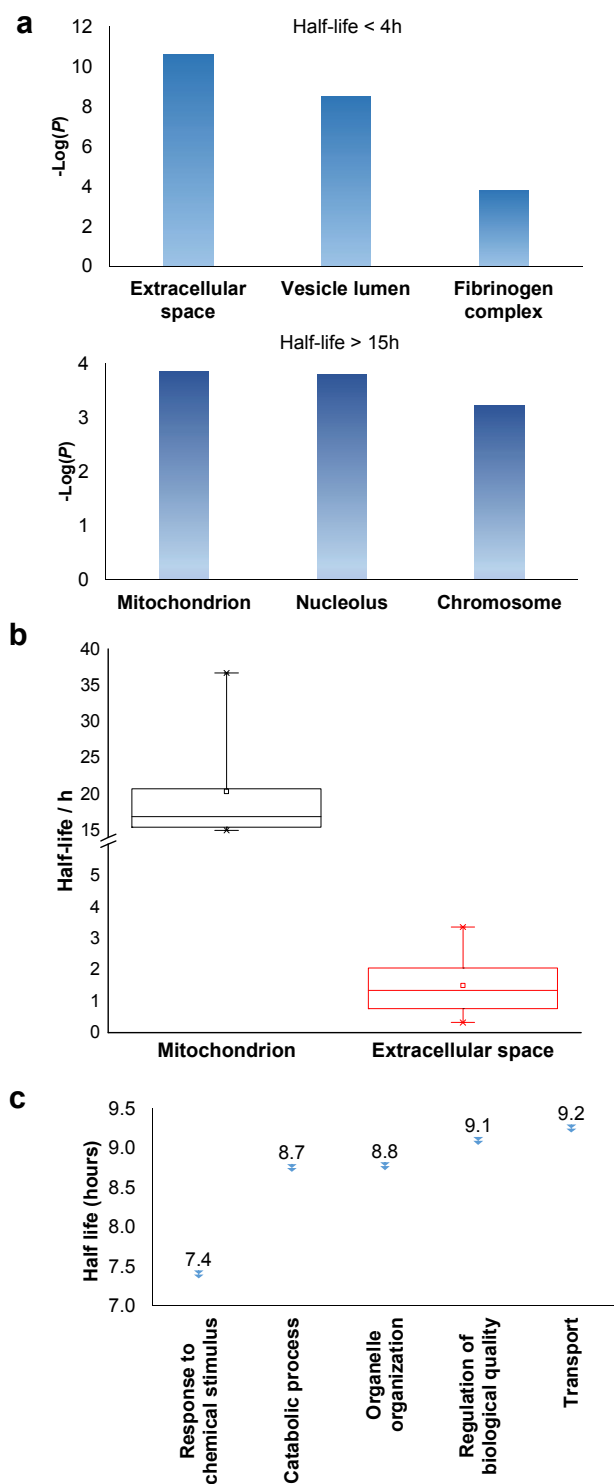 a
Half-life < 4h
12
10
8
6
4
2
0
-Log(P)
Extracellular space
Vesicle lumen
Fibrinogen complex
Half-life > 15h
4
3
2
1
0
-Log(P)
Mitochondrion
Nucleolus
Chromosome
b
40
35
30
25
20
15
5
4
3
2
1
0
Half-life / h
Mitochondrion
Extracellular space
c
9.5
9.0
8.5
8.0
7.5
7.0
Half life (hours)
7.4
8.7
8.8
9.1
9.2
Response to
chemical stimulus
Catabolic process
Organelle
organization
Regulation of
biological quality
Transport